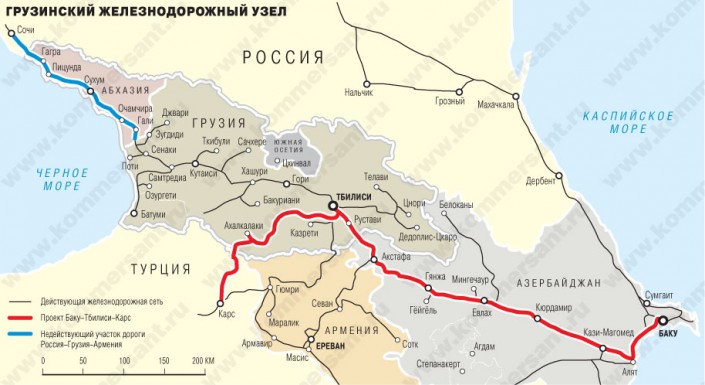 ГРУЗИНСКИЙ ЖЕЛЕЗНОДОРОЖНЫЙ УЗЕЛ
Сочи
РОССИЯ
Гагра
Пицунда
Сухум
АБХАЗИЯ
Очамчира
Гали
Нальчик
Грозный
Махачкала
КАСПИЙСКОЕ
МОРЕ
ЧЕРНОЕ
МОРЕ
Джвари
ГРУЗИЯ
Зугдиди
Ткибули
Сачхере
ЮЖНАЯ
ОСЕТИЯ
Цхинвал
Сенаки
Поти
Кутаиси
Хашури
Гори
Самтредиа
Озургети
Батуми
Бакуриани
ТБИЛИСИ
Телави
Цнори
Дербент
Белоканы
Рустави
Дедоплис-Цкаро
Ахалкалаки
Казрети
Акстафа
ТУРЦИЯ
Карс
Гюмри
Севан
Маралик
АРМЕНИЯ
Армавир
ЕРЕВАН
Масис
Сотк
Гянжа
Мингечаур
АЗЕРБАЙДЖАН
Гёйгёль
Евлах
Кюрдамир
Сумгаит
БАКУ
Кази-Магомед
Агдам
Степанакерт
Алят
Действующая железнодорожная сеть
Проект Баку–Тбилиси–Карс
Недействующий участок дороги
Россия–Грузия–Армения
0 50 100 150 200 КМ
www.kommersant.ru